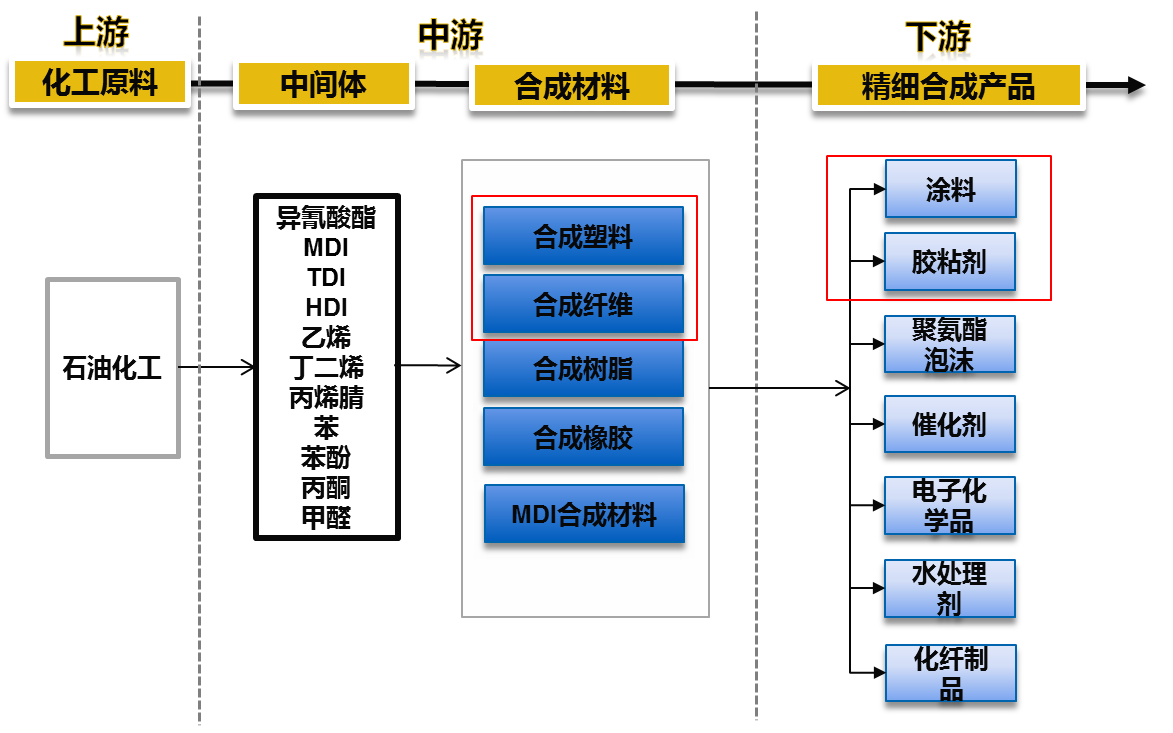 上游
中游
下游
化工原料
中间体
合成材料
精细合成产品
石油化工
异氰酸酯
MDI
TDI
HDI
乙烯
丁二烯
丙烯腈
苯
苯酚
丙酮
甲醛
合成塑料
合成纤维
合成树脂
合成橡胶
MDI合成材料
涂料
胶粘剂
聚氨酯
泡沫
催化剂
电子化
学品
水处理
剂
化纤制
品